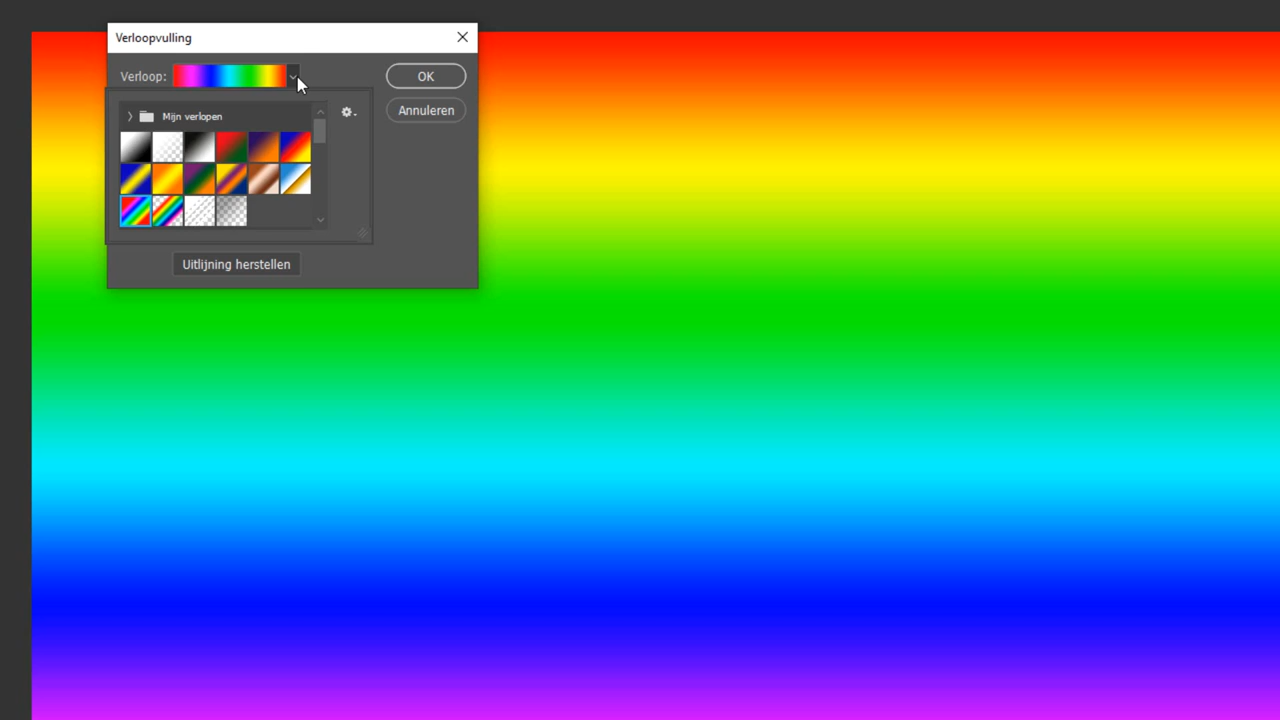 Verloopvulling
Verloop:
OK
Mijn verlopen
Annuleren
Uitlijning herstellen